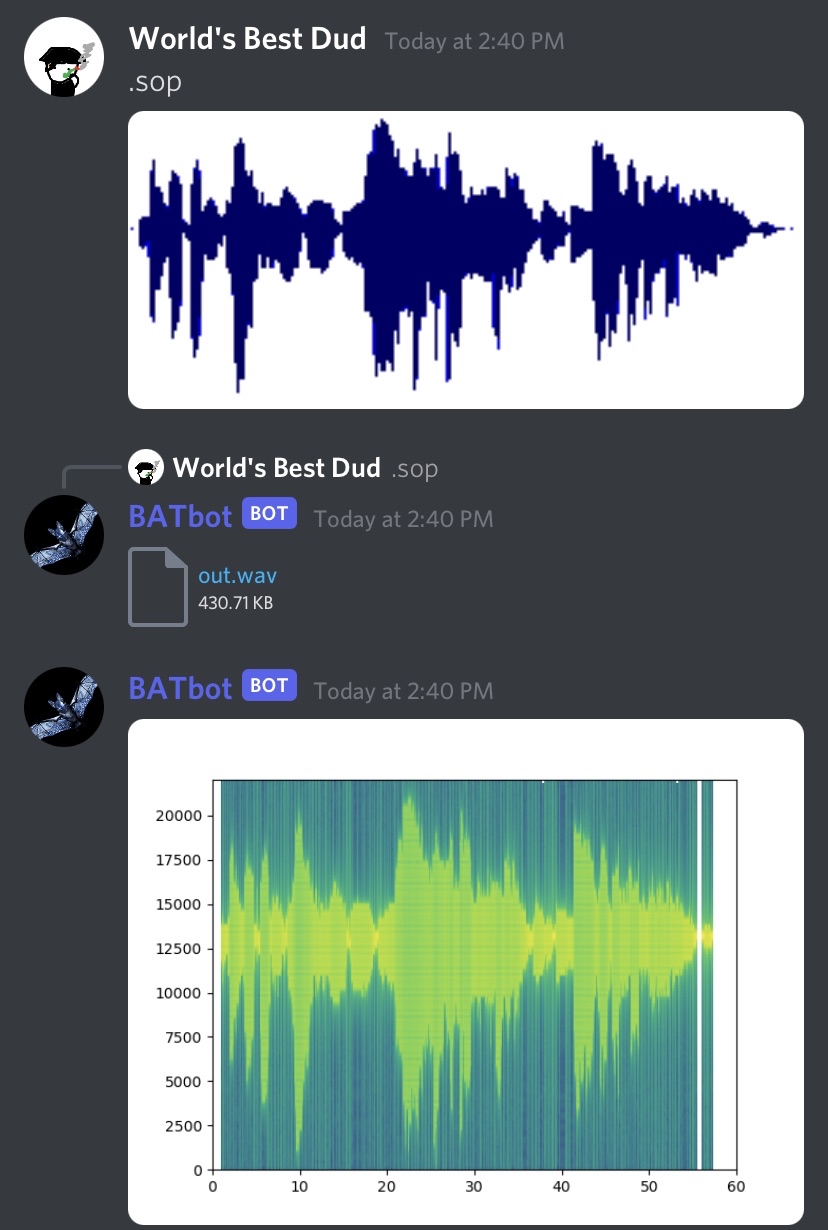 World's Best Dud Today at 2:40 PM
.sop
World's Best Dud .sop
BATbot BOT Today at 2:40 PM
out.wav
430.71 KB
BATbot BOT Today at 2:40 PM
20000
17500
15000
12500
10000
7500
5000
2500
0
0 10 20 30 40 50 60